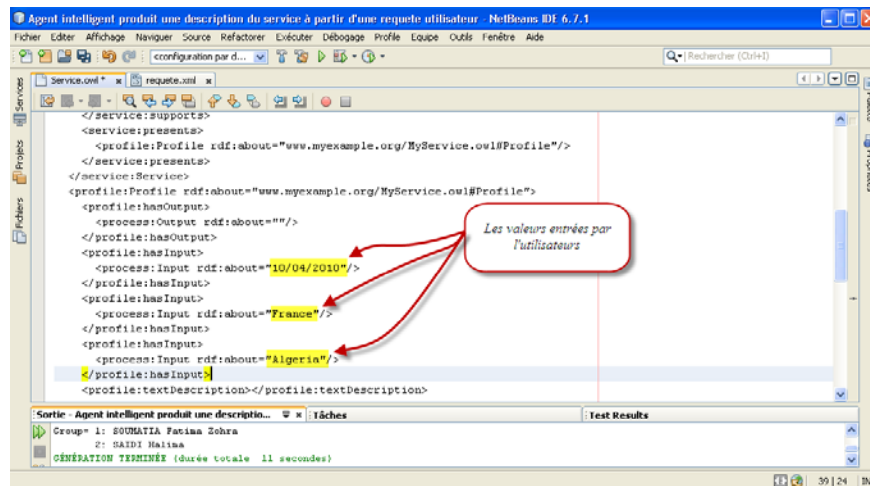 Agent intelligent produit une description du service à partir d'une requete utilisateur - NetBeans IDE 6.7.1
Fichier Editer Affichage Naviguer Source Refactorer Exécuter Débogage Profile Equipe Outils Fenêtre Aide
<configuration par d... Rechercher (Ctrl+I)
Service.owl * requete.xml
Services
Projets
Fichiers
</service:supports>
<service:presents>
<profile:Profile rdf:about="www.myexample.org/MyService.owl#Profile"/>
</service:presents>
</service:Service>
<profile:Profile rdf:about="www.myexample.org/MyService.owl#Profile">
<profile:hasOutput>
<process:Output rdf:about=""/>
</profile:hasOutput>
<profile:hasInput>
<process:Input rdf:about="10/04/2010"/>
</profile:hasInput>
<profile:hasInput>
<process:Input rdf:about="France"/>
</profile:hasInput>
<profile:hasInput>
<process:Input rdf:about="Algeria"/>
</profile:hasInput>
<profile:textDescription></profile:textDescription>
Les valeurs entrées par
l'utilisateurs
Sortie - Agent intelligent produit une descriptio... Tâches Test Results
Group= 1: SOUMATIA Fatima Zohra
2: SAIDI Halima
GÉNÉRATION TERMINÉE (durée totale 11 secondes)
39 | 24 IN